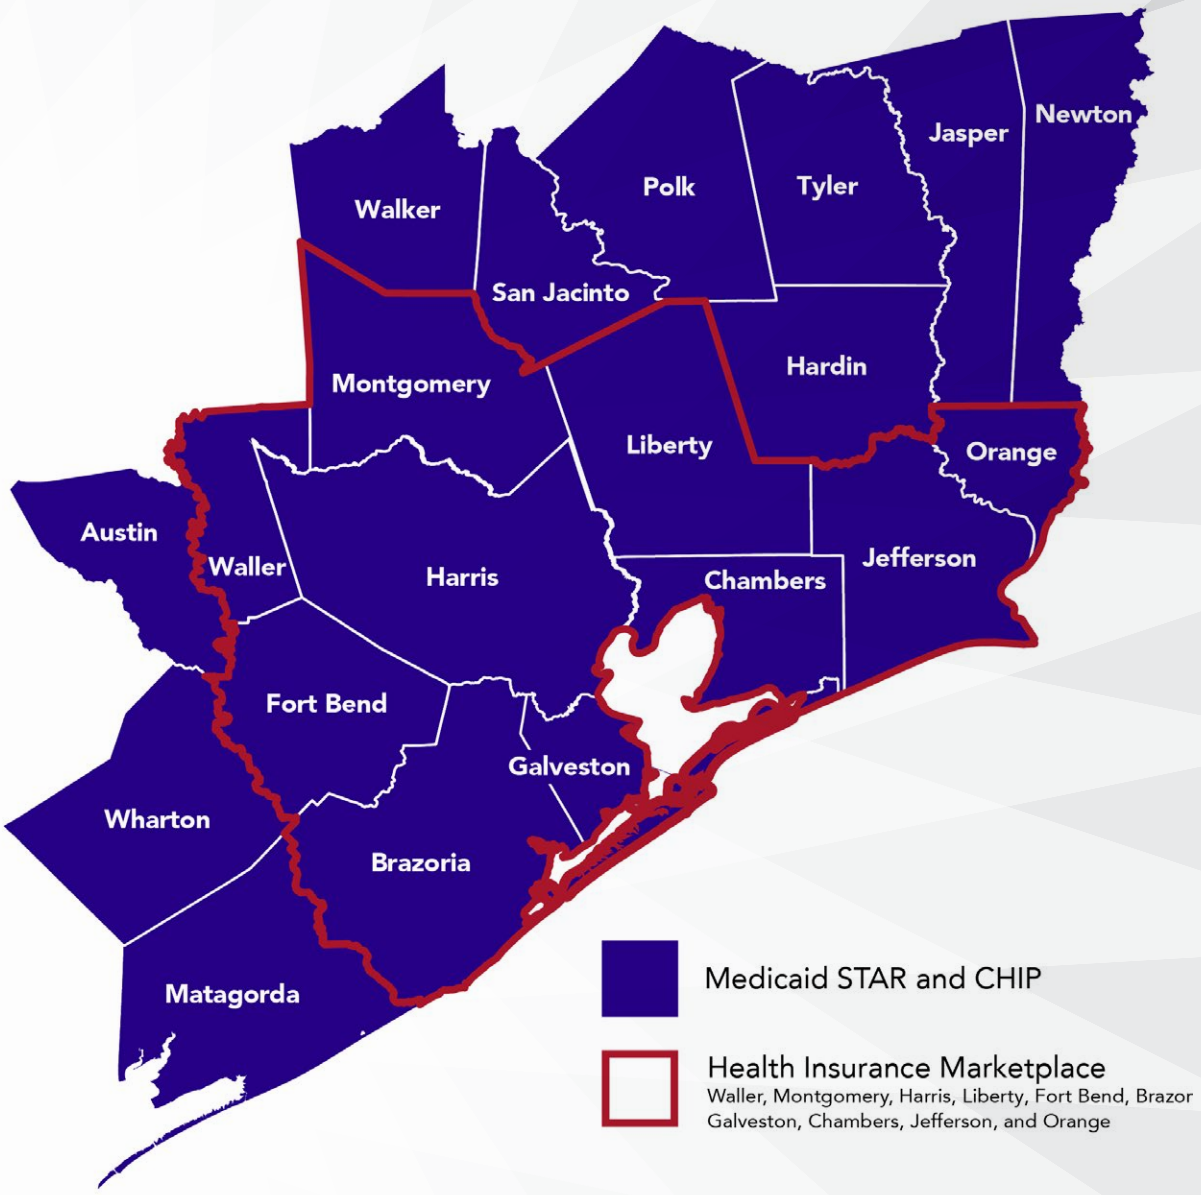 Newton
Jasper
Polk
Tyler
Walker
San Jacinto
Hardin
Montgomery
Liberty
Orange
Austin
Waller
Harris
Jefferson
Chambers
Fort Bend
Galveston
Wharton
Brazoria
Matagorda
Medicaid STAR and CHIP
Health Insurance Marketplace
Waller, Montgomery, Harris, Liberty, Fort Bend, Brazor
Galveston, Chambers, Jefferson, and Orange